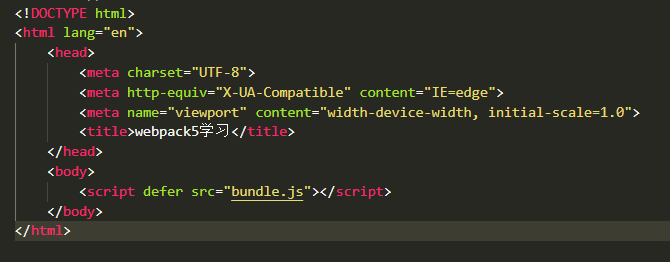 <!DOCTYPE html>
<html lang="en">
<head>
<meta charset="UTF-8">
<meta http-equiv="X-UA-Compatible" content="IE=edge">
<meta name="viewport" content="width-device-width, initial-scale=1.0">
<title>webpack5学习</title>
</head>
<body>
<script defer src="bundle.js"></script>
</body>
</html>